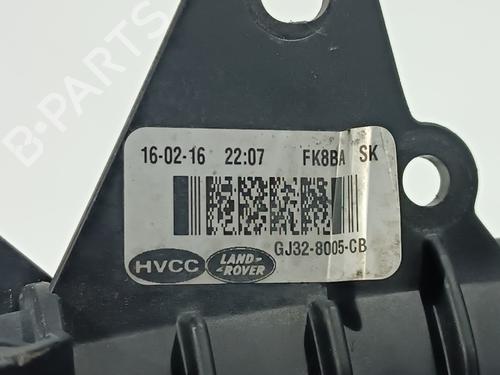 B-PARTS
16-02-16 22:07 FK8BA SK
GJ32-8005-CB
HVCC LAND-ROVER